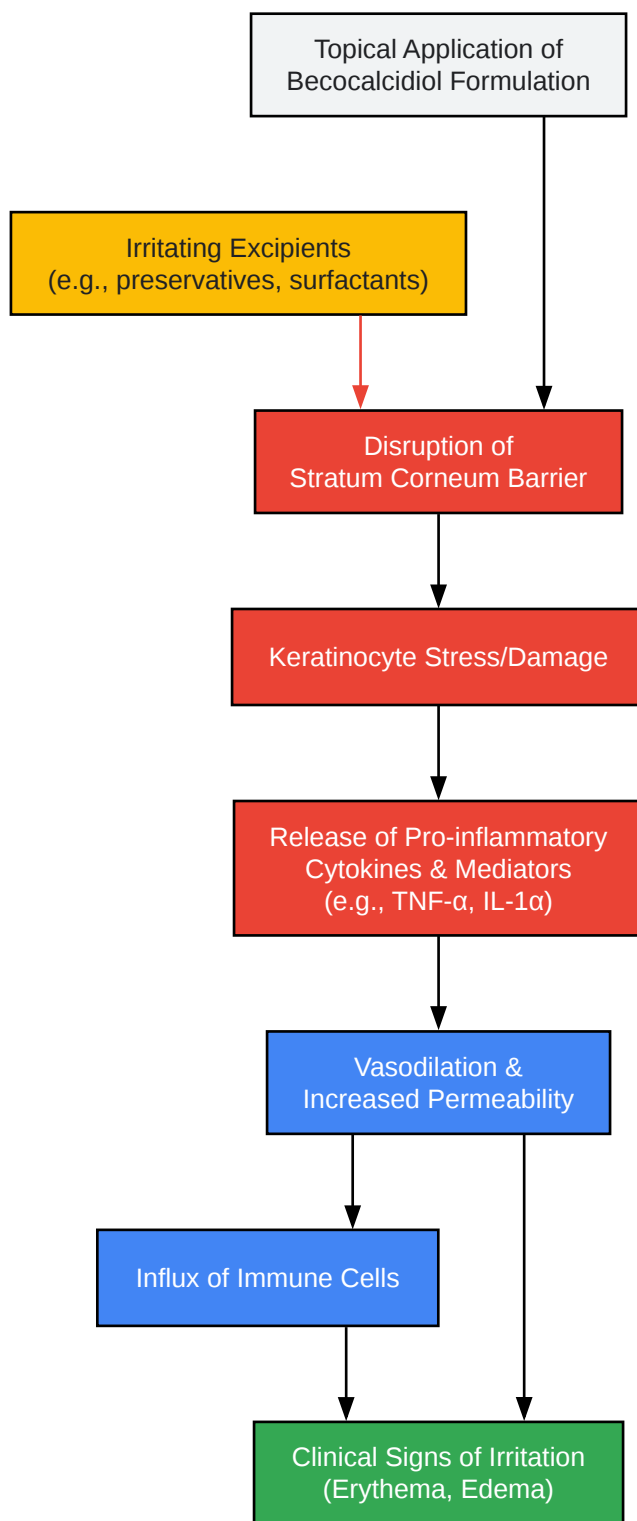 Topical Application of
Becocalcidiol Formulation
Irritating Excipients
(e.g., preservatives, surfactants)
Disruption of
Stratum Corneum Barrier
Keratinocyte Stress/Damage
Release of Pro-inflammatory
Cytokines & Mediators
(e.g., TNF-α, IL-1α)
Vasodilation &
Increased Permeability
Influx of Immune Cells
Clinical Signs of Irritation
(Erythema, Edema)